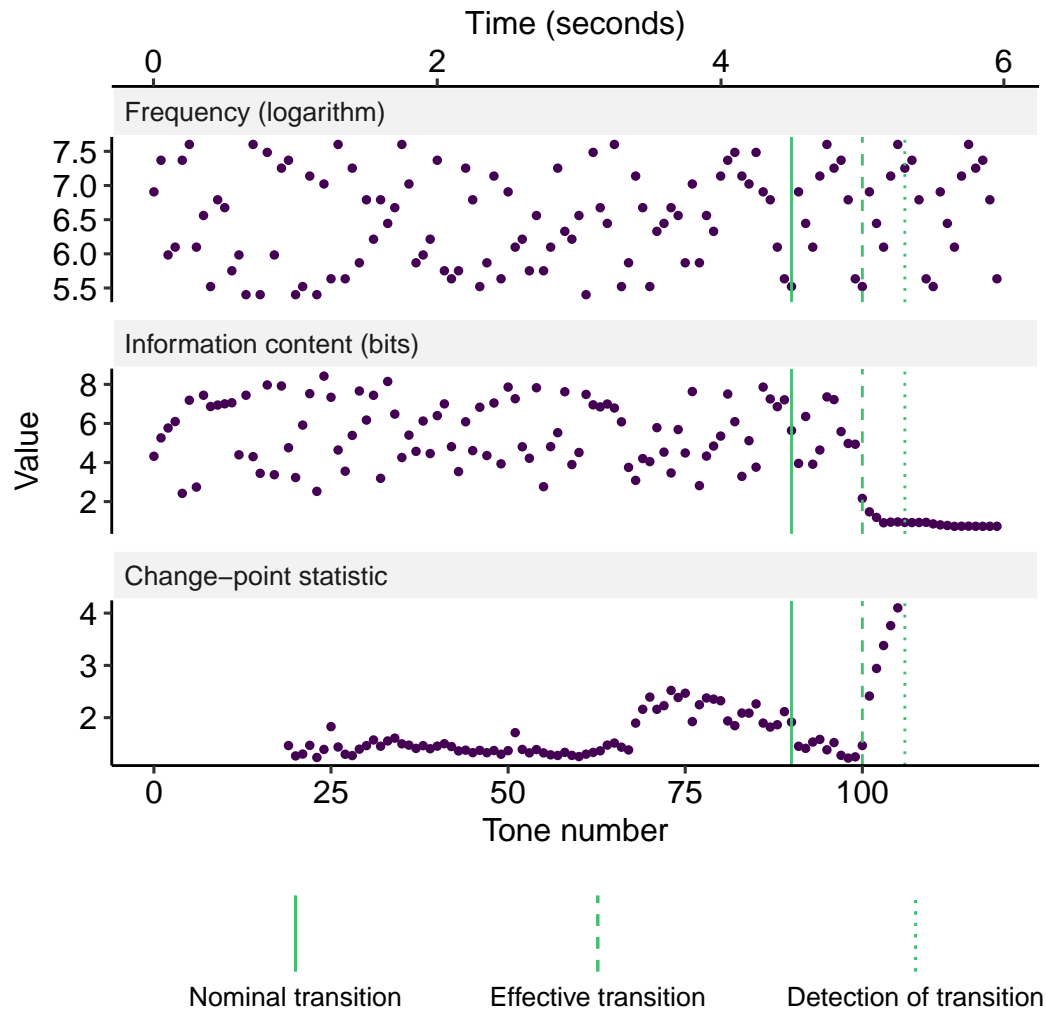 Time (seconds)
0 2 4 6
Frequency (logarithm)
7.5
7.0
6.5
6.0
5.5
Information content (bits)
8
6
4
2
Value
Change−point statistic
4
3
2
0 25 50 75 100
Tone number
Nominal transition Effective transition Detection of transition